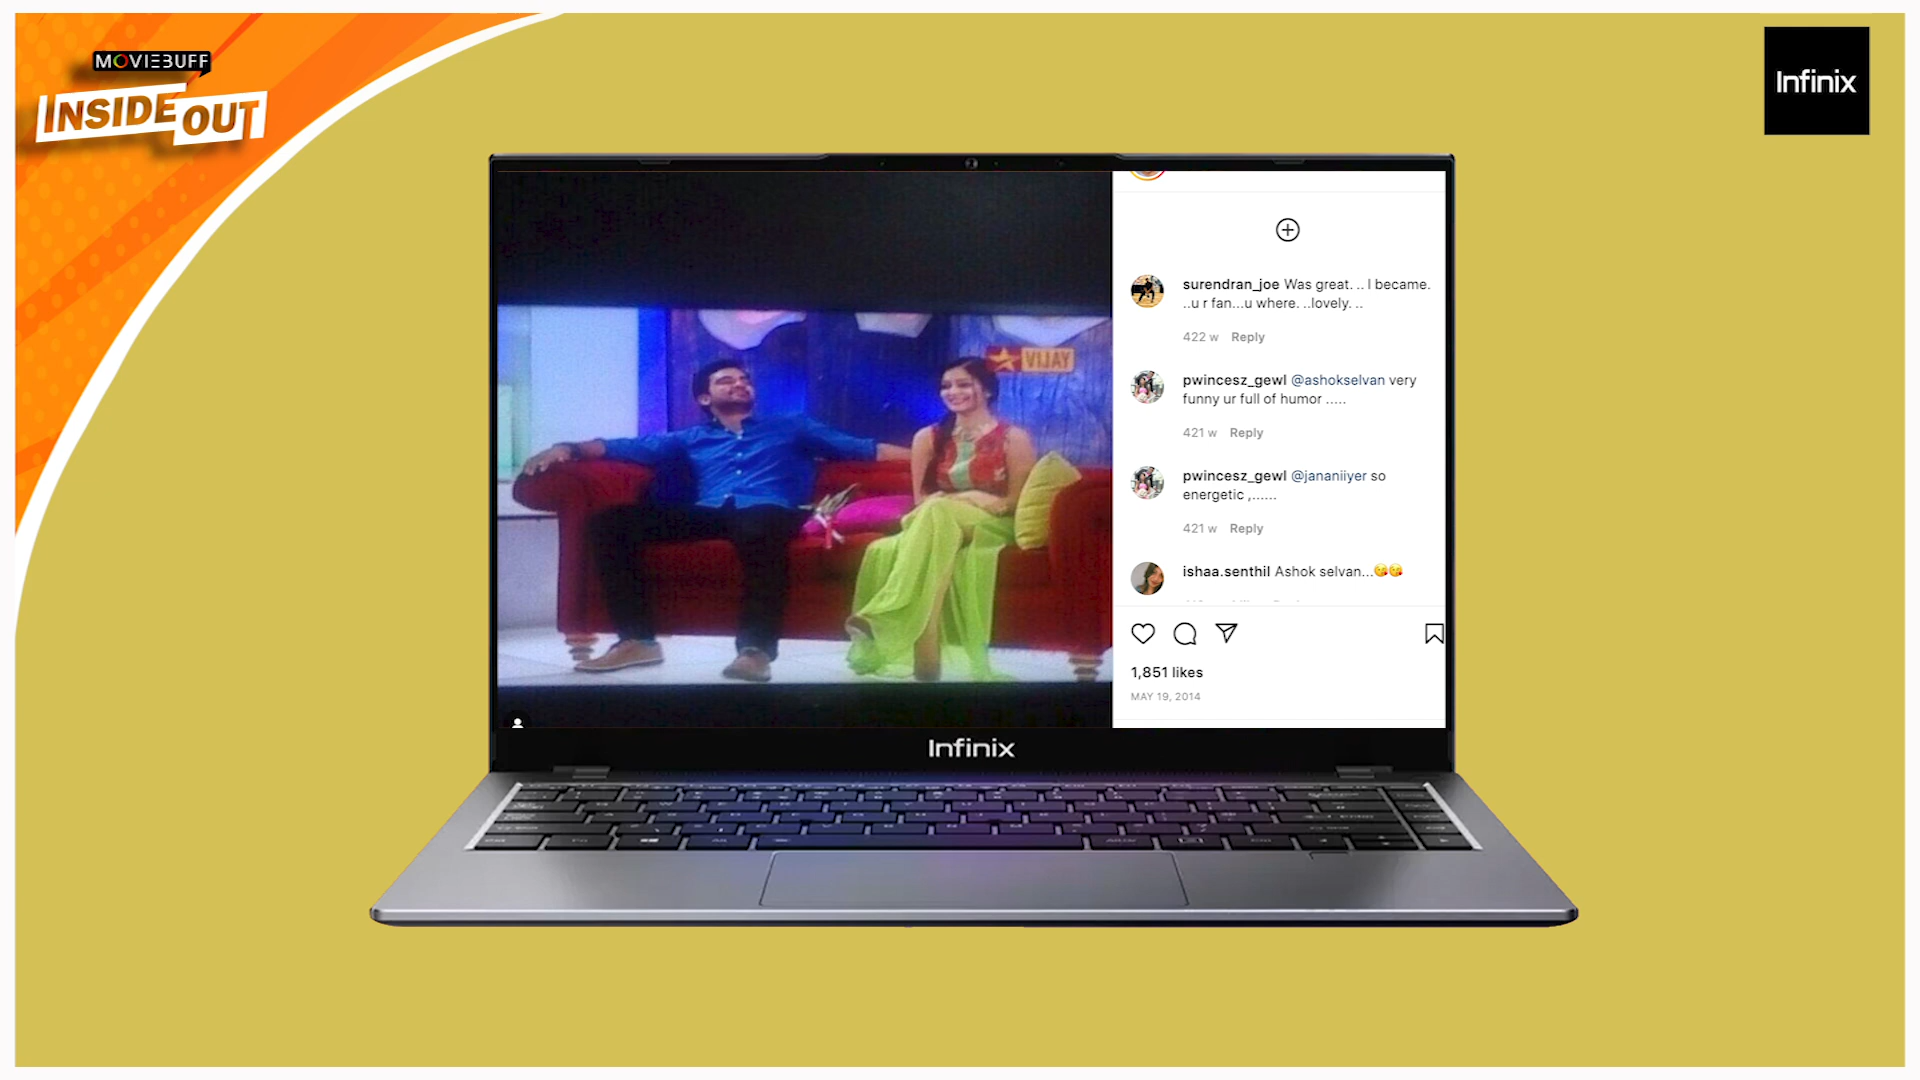 MOVIEBUFF
INSIDE OUT
Infinix
VIJAY
surendran_joe Was great. .. I became.
..u r fan...u where. ..lovely. ..
422 w Reply
pwincesz_gewl @ashokselvan very
funny ur full of humor .....
421 w Reply
pwincesz_gewl @jananiiyer so
energetic ,......
421 w Reply
ishaa.senthil Ashok selvan...😘😘
1,851 likes
MAY 19, 2014
Infinix